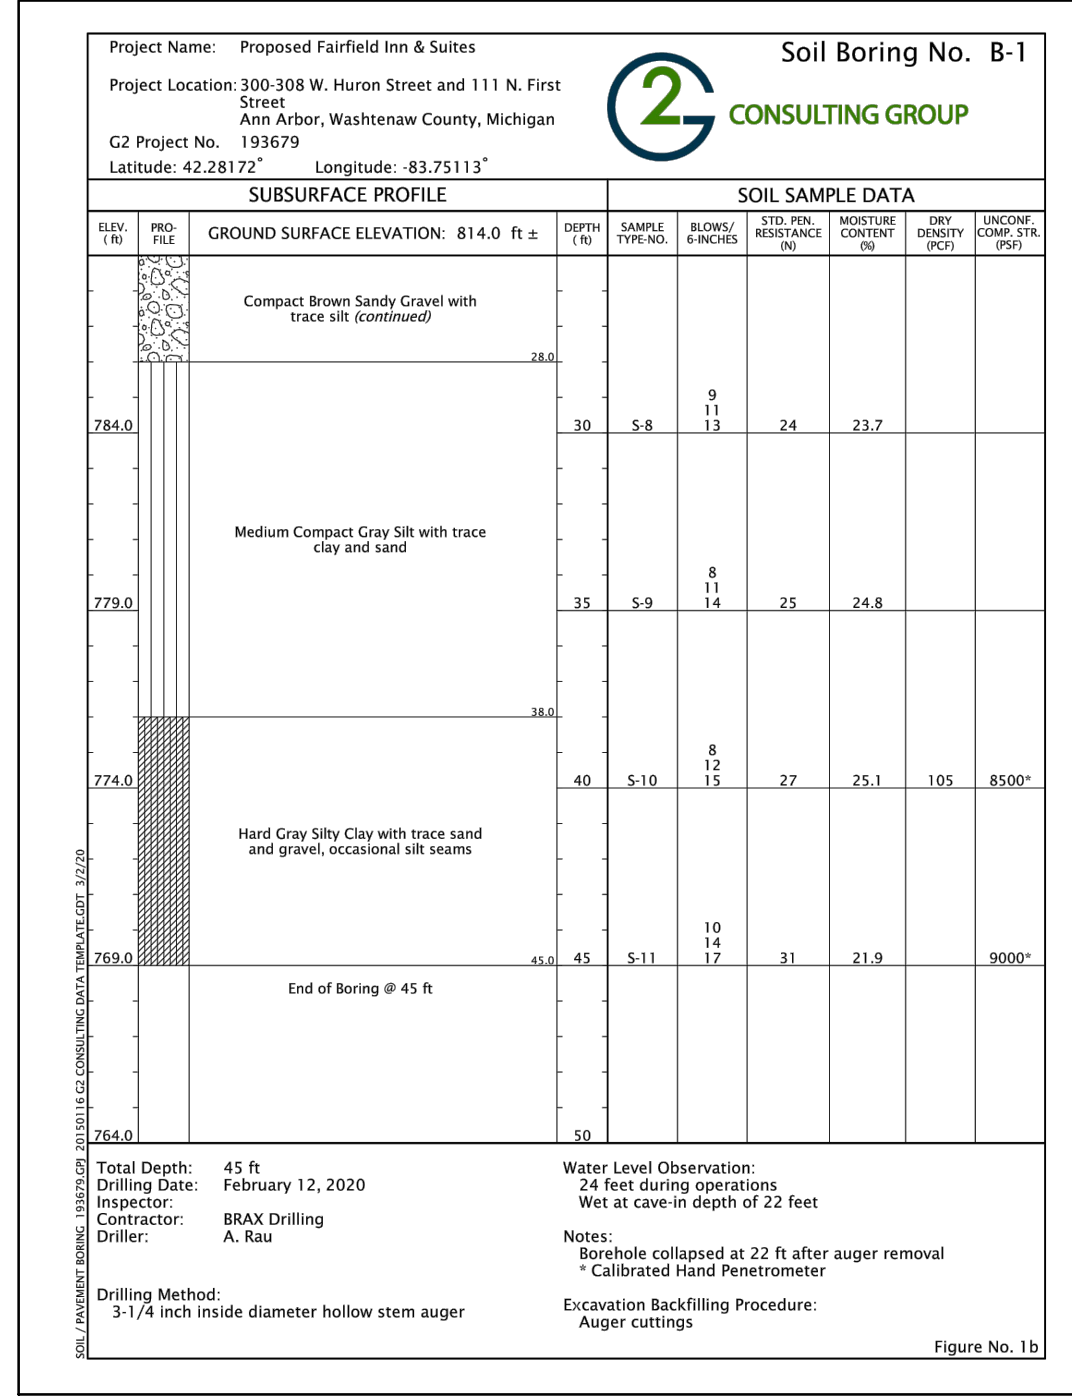 Project Name: Proposed Fairfield Inn & Suites
Project Location: 300-308 W. Huron Street and 111 N. First
Street
Ann Arbor, Washtenaw County, Michigan
G2 Project No. 193679
Latitude: 42.28172° Longitude: -83.75113°
G2 CONSULTING GROUP
Soil Boring No. B-1
SUBSURFACE PROFILE
SOIL SAMPLE DATA
ELEV. (ft)
PRO-FILE
GROUND SURFACE ELEVATION: 814.0 ft ±
DEPTH (ft)
SAMPLE TYPE-NO.
BLOWS/ 6-INCHES
STD. PEN. RESISTANCE (N)
MOISTURE CONTENT (%)
DRY DENSITY (PCF)
UNCONF. COMP. STR. (PSF)
Compact Brown Sandy Gravel with
trace silt (continued)
28.0
9
11
784.0 30 S-8 13 24 23.7
Medium Compact Gray Silt with trace
clay and sand
8
11
779.0 35 S-9 14 25 24.8
38.0
8
12
774.0 40 S-10 15 27 25.1 105 8500*
Hard Gray Silty Clay with trace sand
and gravel, occasional silt seams
10
14
769.0 45.0 45 S-11 17 31 21.9 9000*
End of Boring @ 45 ft
764.0 50
Total Depth: 45 ft
Drilling Date: February 12, 2020
Inspector:
Contractor: BRAX Drilling
Driller: A. Rau
Drilling Method:
3-1/4 inch inside diameter hollow stem auger
Water Level Observation:
24 feet during operations
Wet at cave-in depth of 22 feet
Notes:
Borehole collapsed at 22 ft after auger removal
* Calibrated Hand Penetrometer
Excavation Backfilling Procedure:
Auger cuttings
Figure No. 1b
SOIL / PAVEMENT BORING 193679.GPJ 20150116 G2 CONSULTING DATA TEMPLATE.GDT 3/2/20